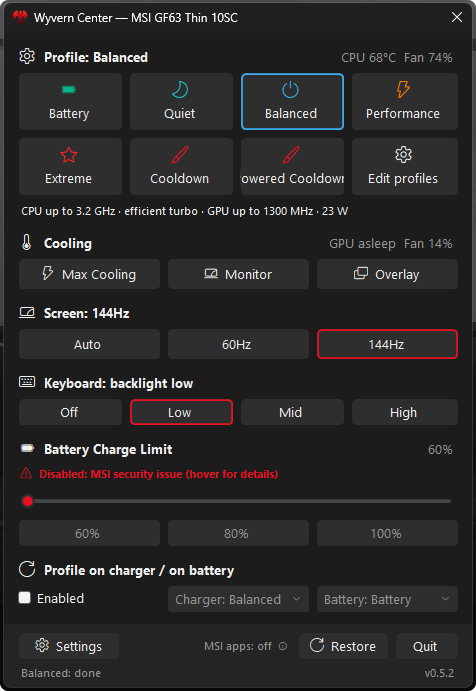 Wyvern Center — MSI GF63 Thin 10SC
Profile: Balanced CPU 68°C Fan 74%
Battery Quiet Balanced Performance
Extreme Cooldown owered Cooldown Edit profiles
CPU up to 3.2 GHz · efficient turbo · GPU up to 1300 MHz · 23 W
Cooling GPU asleep Fan 14%
Max Cooling Monitor Overlay
Screen: 144Hz
Auto 60Hz 144Hz
Keyboard: backlight low
Off Low Mid High
Battery Charge Limit 60%
Disabled: MSI security issue (hover for details)
60% 80% 100%
Profile on charger / on battery
Enabled Charger: Balanced Battery: Battery
Settings MSI apps: off Restore Quit
Balanced: done v0.5.2